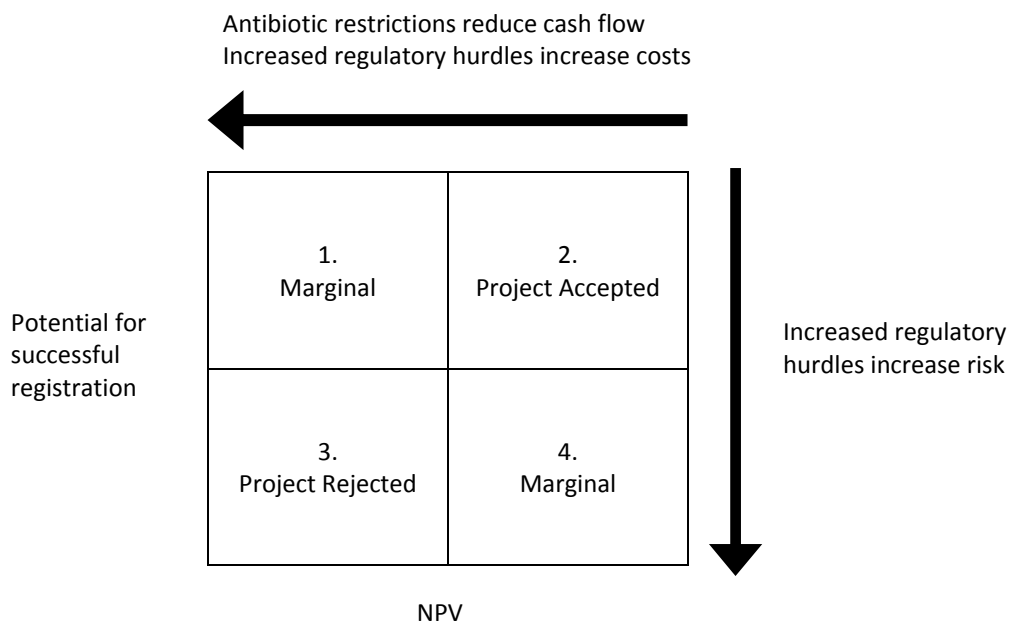 Antibiotic restrictions reduce cash flow
Increased regulatory hurdles increase costs
1.
Marginal
2.
Project Accepted
Potential for
successful
registration
Increased regulatory
hurdles increase risk
3.
Project Rejected
4.
Marginal
NPV